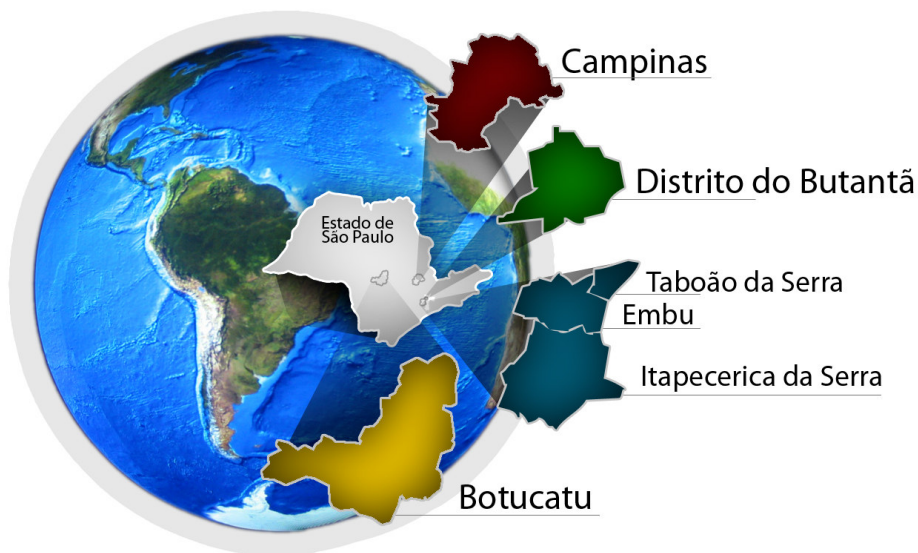 Campinas
Distrito do Butantã
Estado de
São Paulo
Taboão da Serra
Embu
Itapecerica da Serra
Botucatu